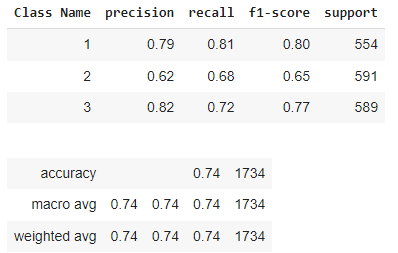 Class Name precision recall f1-score support
1 0.79 0.81 0.80 554
2 0.62 0.68 0.65 591
3 0.82 0.72 0.77 589
accuracy 0.74 1734
macro avg 0.74 0.74 0.74 1734
weighted avg 0.74 0.74 0.74 1734